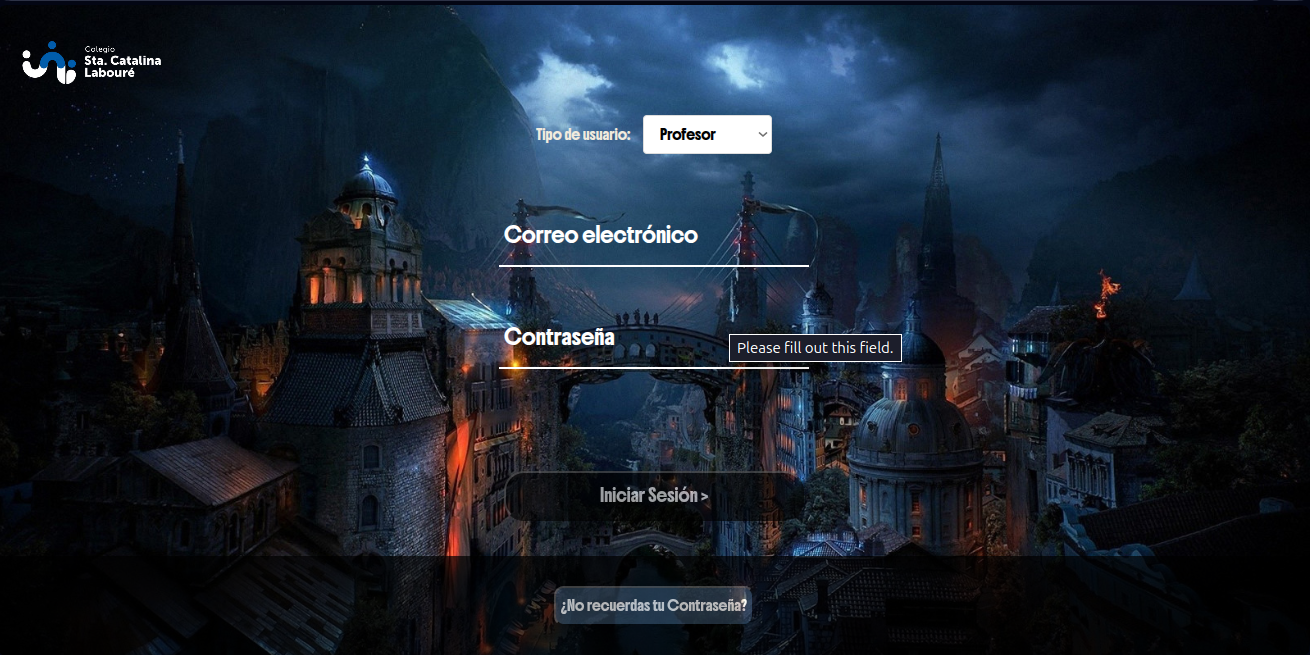 Colegio
Sta. Catalina
Labouré
Tipo de usuario: Profesor
Correo electrónico
Contraseña
Please fill out this field.
Iniciar Sesión >
¿No recuerdas tu Contraseña?